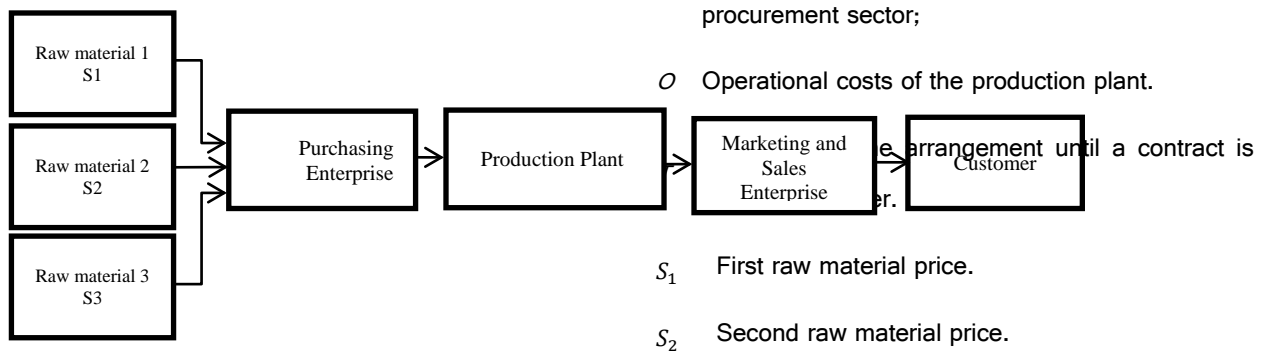 Raw material 1
S1
Raw material 2
S2
Raw material 3
S3
Purchasing
Enterprise
Production Plant
Marketing and
Sales
Enterprise
Customer
procurement sector;
O Operational costs of the production plant.
arrangement until a contract is
S₁ First raw material price.
S₂ Second raw material price.